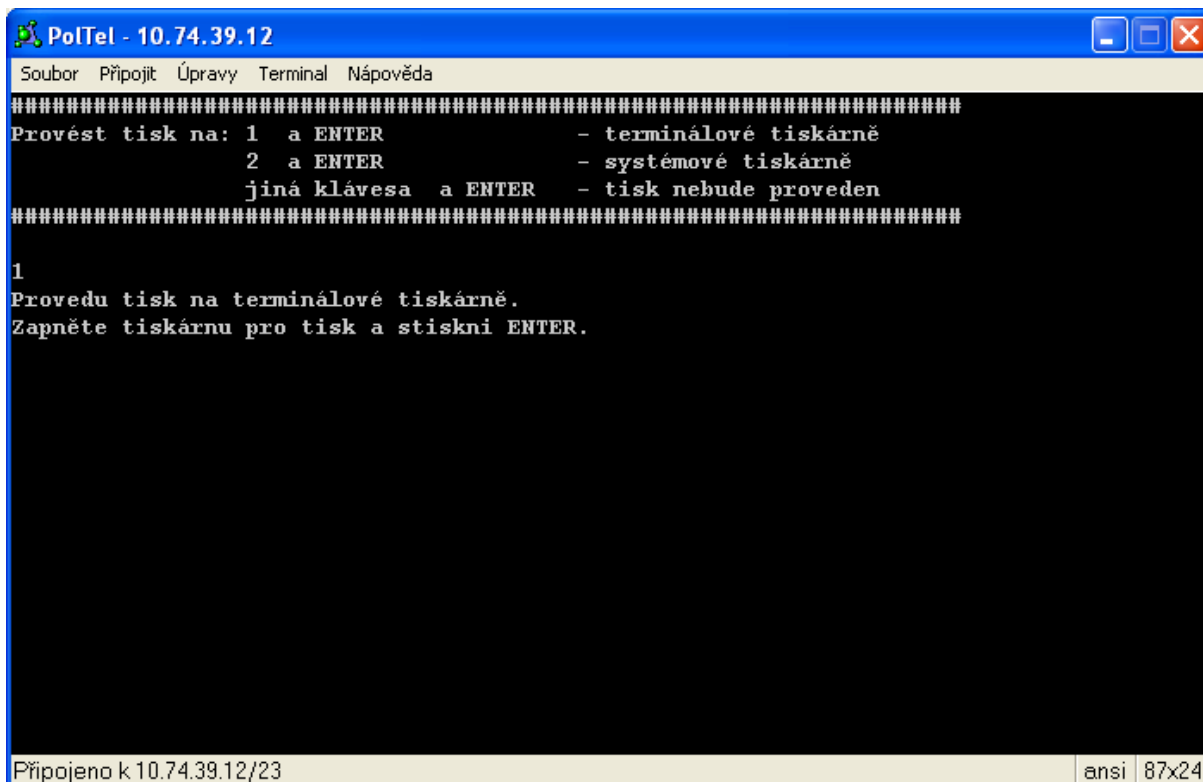 PolTel - 10.74.39.12
Soubor Připojit Úpravy Terminal Nápověda
######################################################################
Provést tisk na: 1 a ENTER - terminálové tiskárně
2 a ENTER - systémové tiskárně
jiná klávesa a ENTER - tisk nebude proveden
######################################################################
1
Provedu tisk na terminálové tiskárně.
Zapněte tiskárnu pro tisk a stiskni ENTER.
Připojeno k 10.74.39.12/23 ansi 87x24